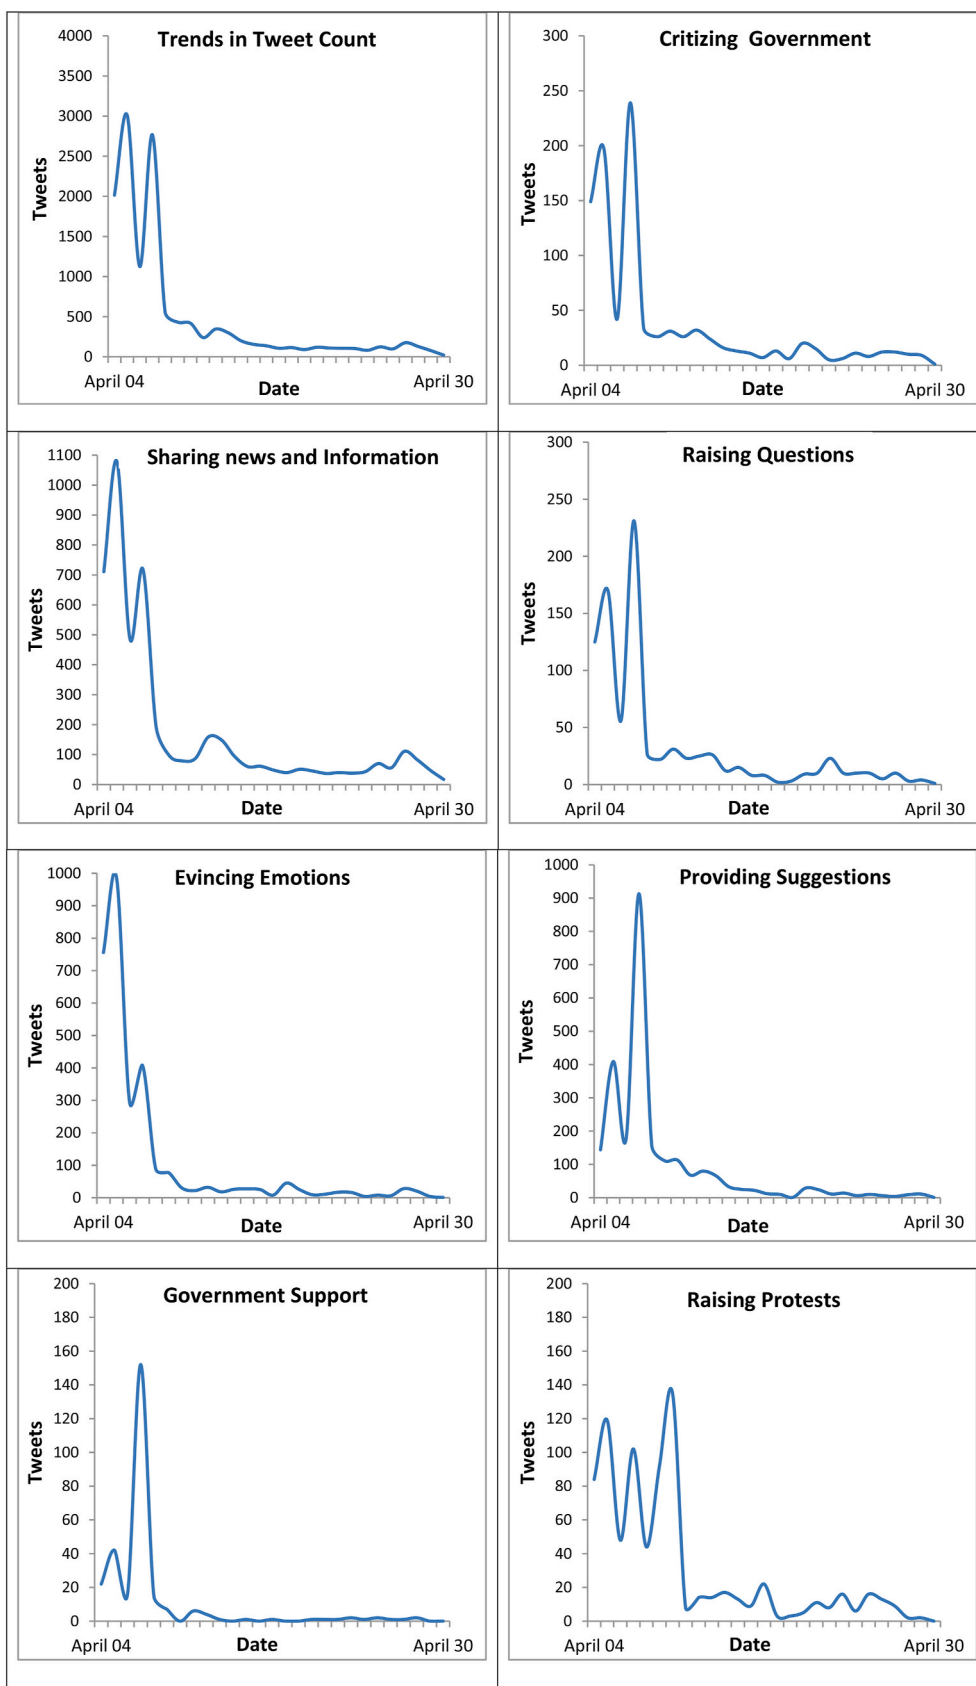 Trends in Tweet Count
4000
3500
3000
2500
2000
1500
1000
500
0
Tweets
April 04
Date
April 30
Critizing Government
300
250
200
150
100
50
0
Tweets
April 04
Date
April 30
Sharing news and Information
1100
1000
900
800
700
600
500
400
300
200
100
0
Tweets
April 04
Date
April 30
Raising Questions
300
250
200
150
100
50
0
Tweets
April 04
Date
April 30
Evincing Emotions
1000
900
800
700
600
500
400
300
200
100
0
Tweets
April 04
Date
April 30
Providing Suggestions
1000
900
800
700
600
500
400
300
200
100
0
Tweets
April 04
Date
April 30
Government Support
200
180
160
140
120
100
80
60
40
20
0
Tweets
April 04
Date
April 30
Raising Protests
200
180
160
140
120
100
80
60
40
20
0
Tweets
April 04
Date
April 30